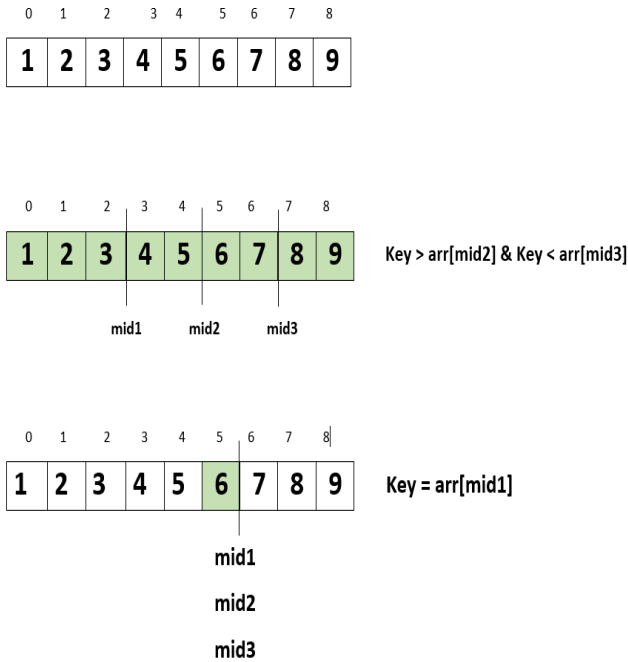 0 1 2 3 4 5 6 7 8
1 2 3 4 5 6 7 8 9
0 1 2 3 4 5 6 7 8
1 2 3 4 5 6 7 8 9 Key > arr[mid2] & Key < arr[mid3]
mid1 mid2 mid3
0 1 2 3 4 5 6 7 8
1 2 3 4 5 6 7 8 9 Key = arr[mid1]
mid1
mid2
mid3